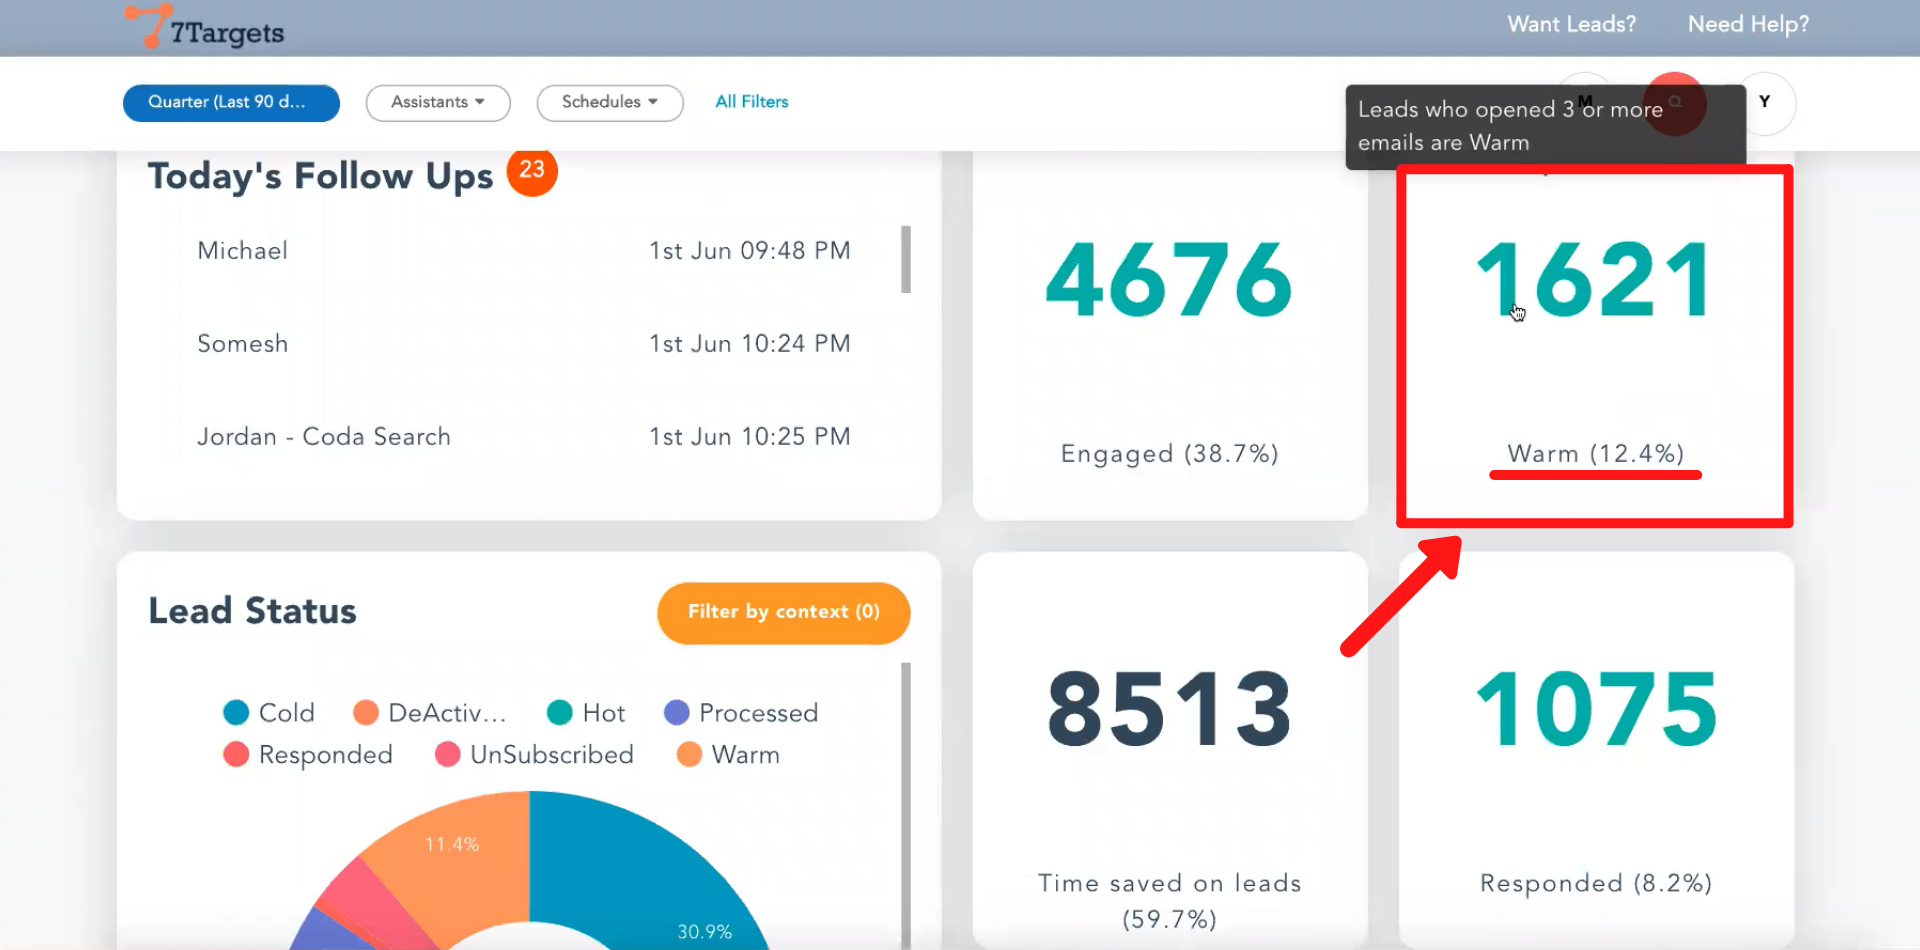 7Targets
Want Leads?
Need Help?
Quarter (Last 90 d...
Assistants
Schedules
All Filters
Leads who opened 3 or more
emails are Warm
M
Q
Y
Today's Follow Ups
23
Michael
1st Jun 09:48 PM
Somesh
1st Jun 10:24 PM
Jordan - Coda Search
1st Jun 10:25 PM
4676
Engaged (38.7%)
1621
Warm (12.4%)
Lead Status
Filter by context (0)
Cold
DeActiv...
Hot
Processed
Responded
UnSubscribed
Warm
11.4%
30.9%
8513
Time saved on leads
(59.7%)
1075
Responded (8.2%)